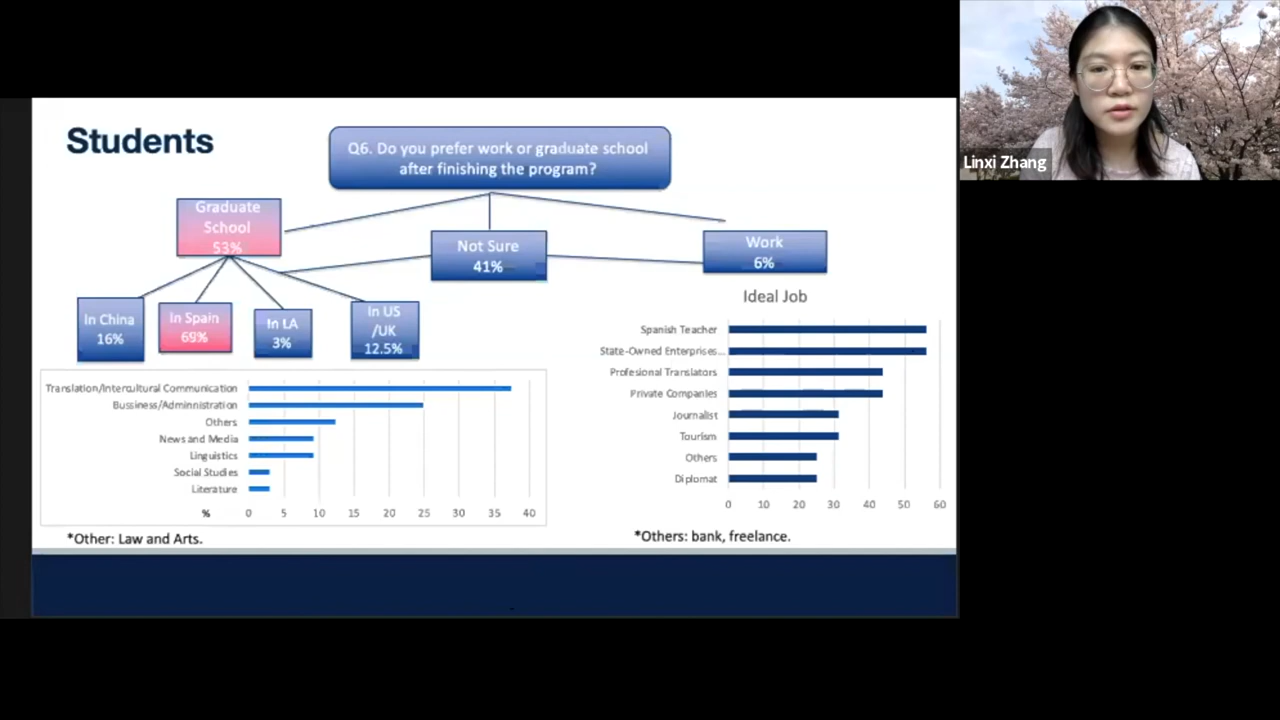 Students
Q6. Do you prefer work or graduate school
after finishing the program?
Linxi Zhang
Graduate
School
53%
Not Sure
41%
Work
6%
In China
16%
In Spain
69%
In LA
3%
In US
/UK
12.5%
Ideal Job
Translation/Intercultural Communication
Bussiness/Adminnistration
Others
News and Media
Linguistics
Social Studies
Literature
% 0 5 10 15 20 25 30 35 40
*Other: Law and Arts.
Spanish Teacher
State-Owned Enterprises...
Profesional Translators
Private Companies
Journalist
Tourism
Others
Diplomat
0 10 20 30 40 50 60
*Others: bank, freelance.